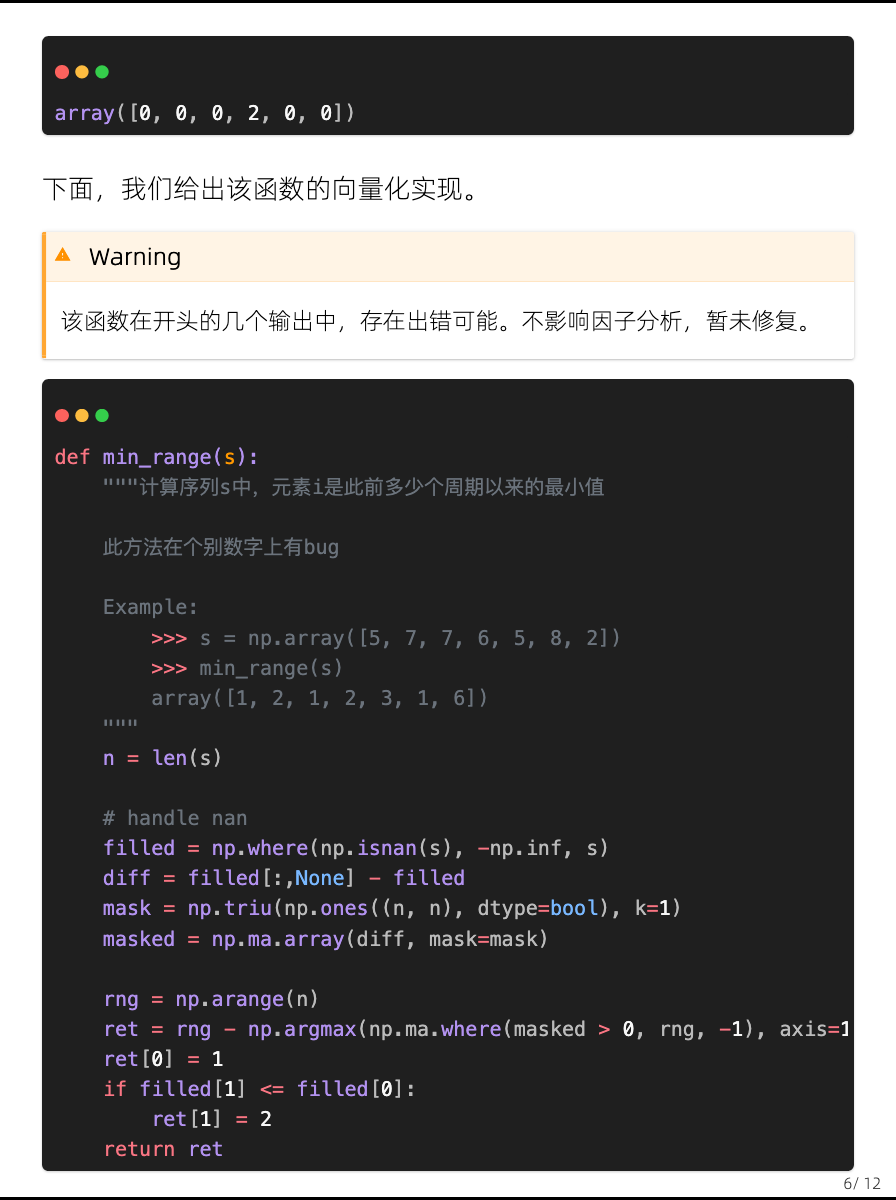 array([0, 0, 0, 2, 0, 0])
下面，我们给出该函数的向量化实现。
Warning
该函数在开头的几个输出中，存在出错可能。不影响因子分析，暂未修复。
def min_range(s):
    """计算序列s中，元素i是此前多少个周期以来的最小值
    此方法在个别数字上有bug
    Example:
        >>> s = np.array([5, 7, 7, 6, 5, 8, 2])
        >>> min_range(s)
        array([1, 2, 1, 2, 3, 1, 6])
    """
    n = len(s)
    # handle nan
    filled = np.where(np.isnan(s), -np.inf, s)
    diff = filled[:,None] - filled
    mask = np.triu(np.ones((n, n), dtype=bool), k=1)
    masked = np.ma.array(diff, mask=mask)
    rng = np.arange(n)
    ret = rng - np.argmax(np.ma.where(masked > 0, rng, -1), axis=1
    ret[0] = 1
    if filled[1] <= filled[0]:
        ret[1] = 2
    return ret
6/ 12